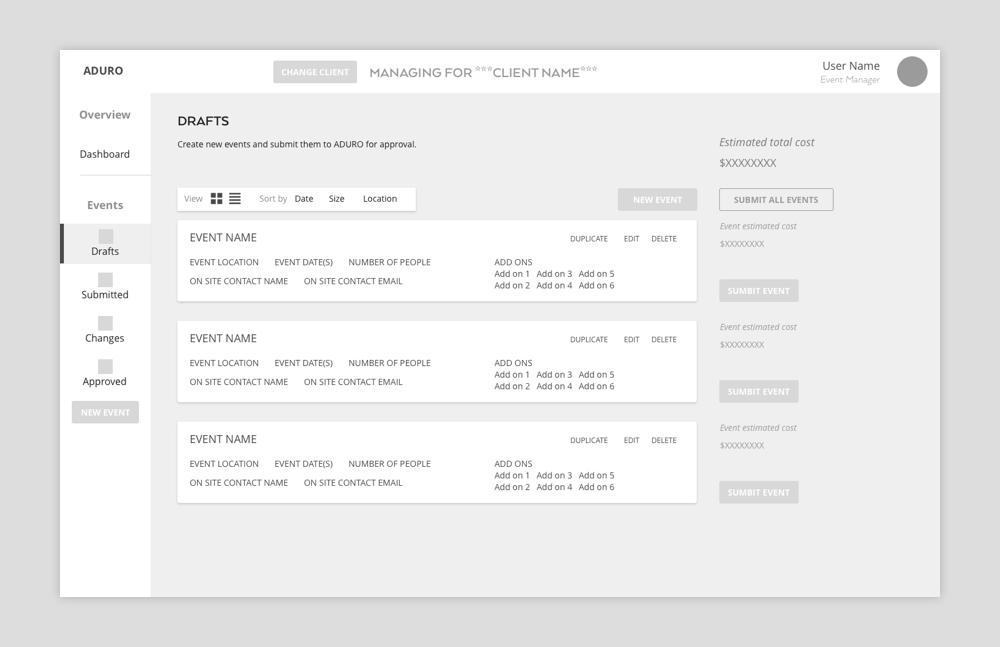 ADURO
CHANGE CLIENT
MANAGING FOR ***CLIENT NAME***
User Name
Event Manager
Overview
Dashboard
Events
Drafts
Submitted
Changes
Approved
NEW EVENT
DRAFTS
Create new events and submit them to ADURO for approval.
Estimated total cost
$XXXXXXXX
View Sort by Date Size Location
NEW EVENT
SUBMIT ALL EVENTS
EVENT NAME
DUPLICATE EDIT DELETE
EVENT LOCATION EVENT DATE(S) NUMBER OF PEOPLE
ON SITE CONTACT NAME ON SITE CONTACT EMAIL
ADD ONS
Add on 1 Add on 3 Add on 5
Add on 2 Add on 4 Add on 6
Event estimated cost
$XXXXXXXX
SUMBIT EVENT
EVENT NAME
DUPLICATE EDIT DELETE
EVENT LOCATION EVENT DATE(S) NUMBER OF PEOPLE
ON SITE CONTACT NAME ON SITE CONTACT EMAIL
ADD ONS
Add on 1 Add on 3 Add on 5
Add on 2 Add on 4 Add on 6
Event estimated cost
$XXXXXXXX
SUMBIT EVENT
EVENT NAME
DUPLICATE EDIT DELETE
EVENT LOCATION EVENT DATE(S) NUMBER OF PEOPLE
ON SITE CONTACT NAME ON SITE CONTACT EMAIL
ADD ONS
Add on 1 Add on 3 Add on 5
Add on 2 Add on 4 Add on 6
Event estimated cost
$XXXXXXXX
SUMBIT EVENT